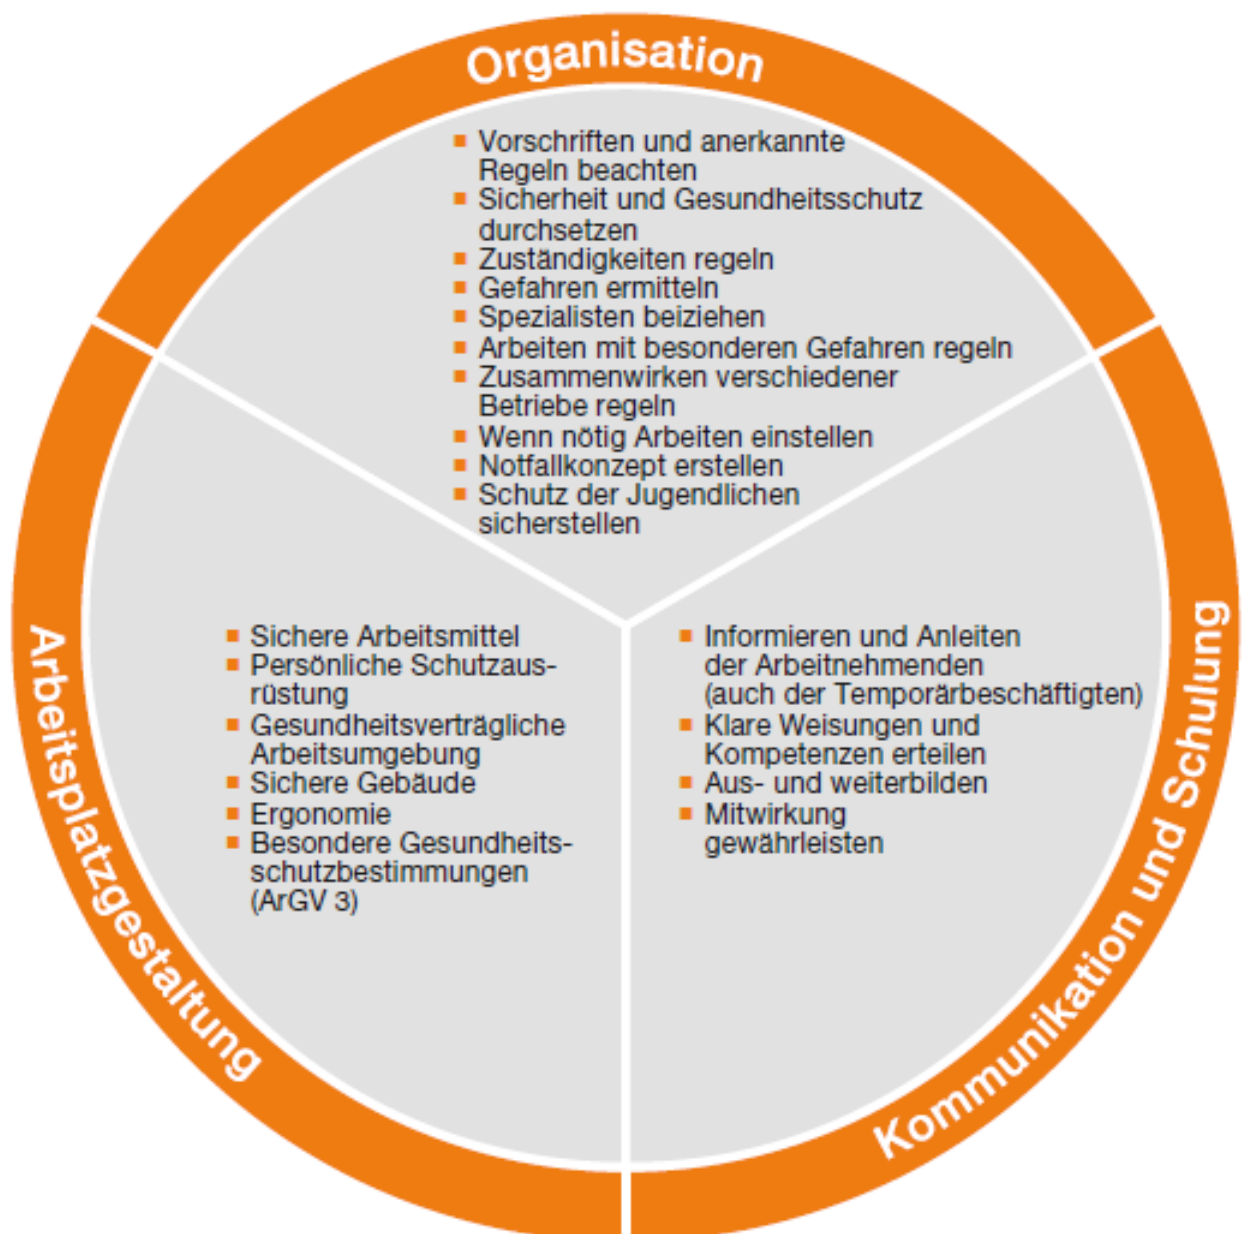 Organisation
Vorschriften und anerkannte
Regeln beachten
Sicherheit und Gesundheitsschutz
durchsetzen
Zuständigkeiten regeln
Gefahren ermitteln
Spezialisten beiziehen
Arbeiten mit besonderen Gefahren regeln
Zusammenwirken verschiedener
Betriebe regeln
Wenn nötig Arbeiten einstellen
Notfallkonzept erstellen
Schutz der Jugendlichen
sicherstellen
Arbeitsplatzgestaltung
Sichere Arbeitsmittel
Persönliche Schutzaus-
rüstung
Gesundheitsverträgliche
Arbeitsumgebung
Sichere Gebäude
Ergonomie
Besondere Gesundheits-
schutzbestimmungen
(ArGV 3)
Kommunikation und Schulung
Informieren und Anleiten
der Arbeitnehmenden
(auch der Temporärbeschäftigten)
Klare Weisungen und
Kompetenzen erteilen
Aus- und weiterbilden
Mitwirkung
gewährleisten